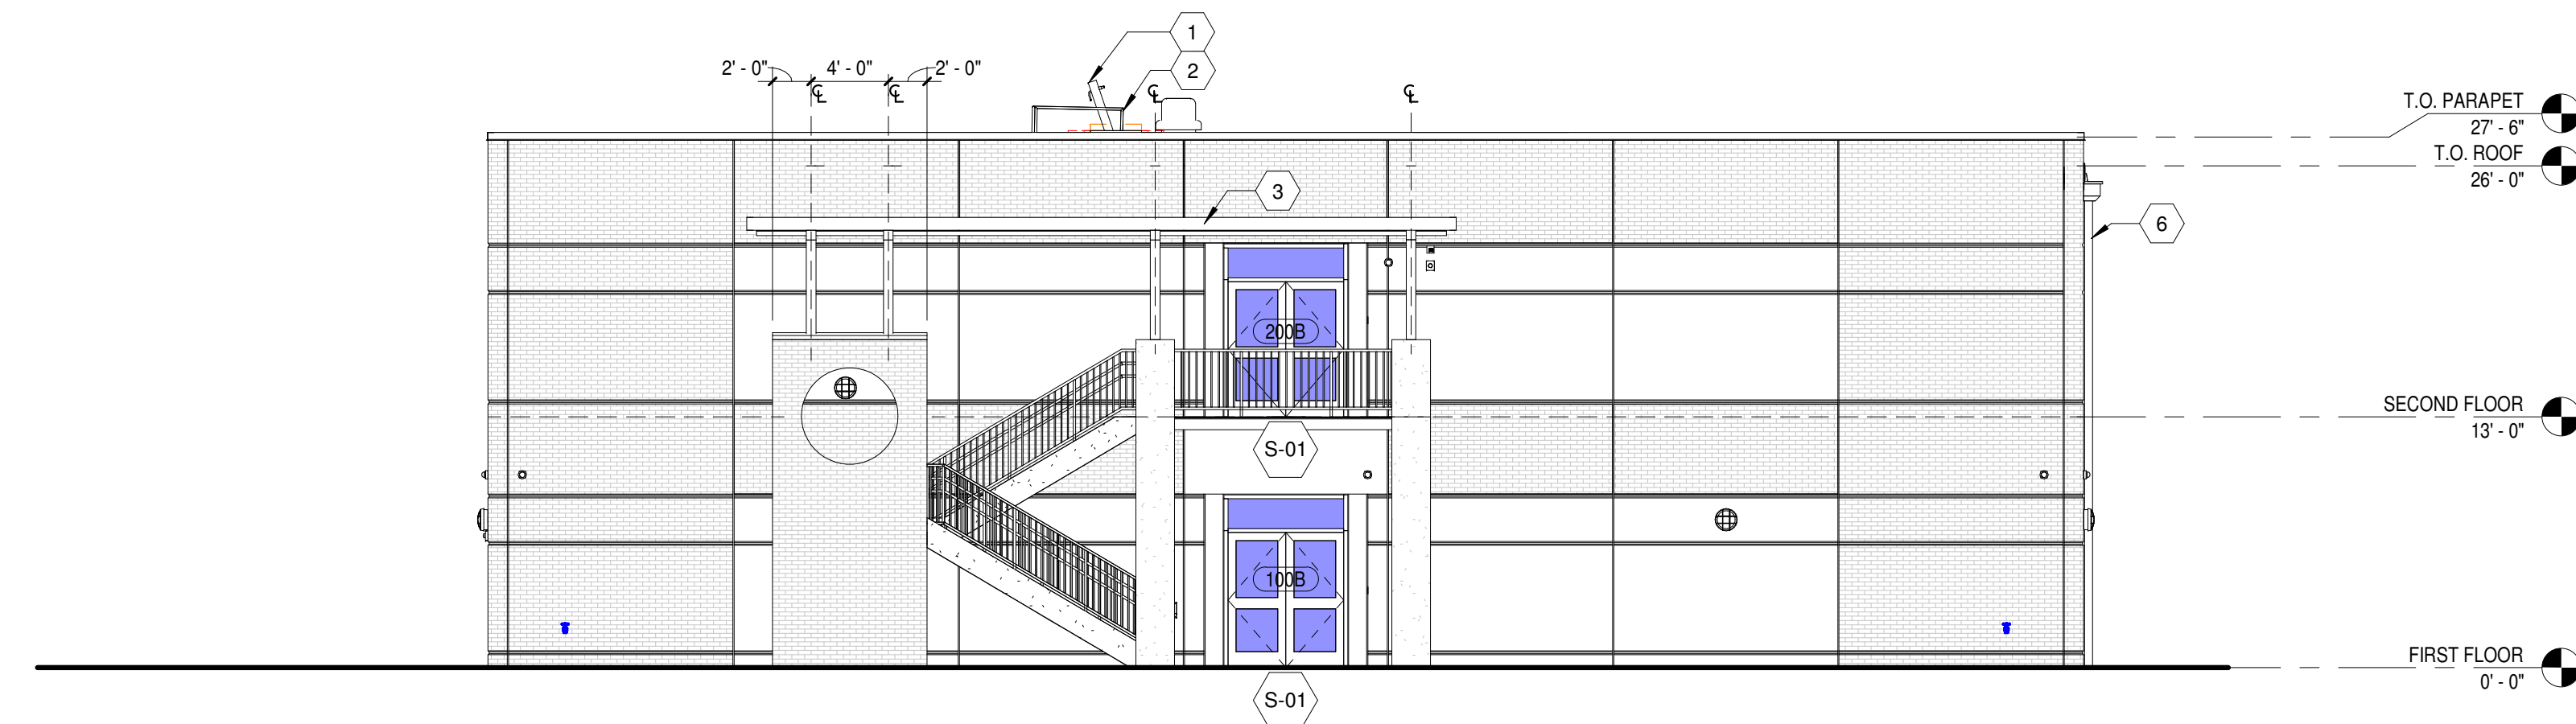 1
2' - 0" 4' - 0" 2' - 0"
2
℄ ℄ ℄ ℄
T.O. PARAPET
27' - 6"
T.O. ROOF
26' - 0"
3
6
200B
SECOND FLOOR
13' - 0"
S-01
100B
FIRST FLOOR
0' - 0"
S-01